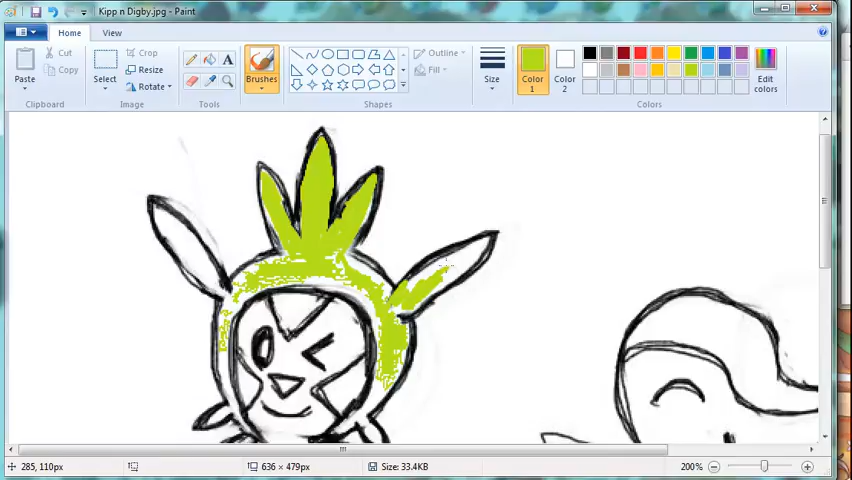 Kipp n Digby.jpg - Paint
Home View
Paste
Cut
Copy
Clipboard
Select
Crop
Resize
Rotate
Image
A
Tools
Brushes
Outline
Fill
Shapes
Size
Color 1
Color 2
Edit colors
Colors
285, 110px
636 × 479px
Size: 33.4KB
200%